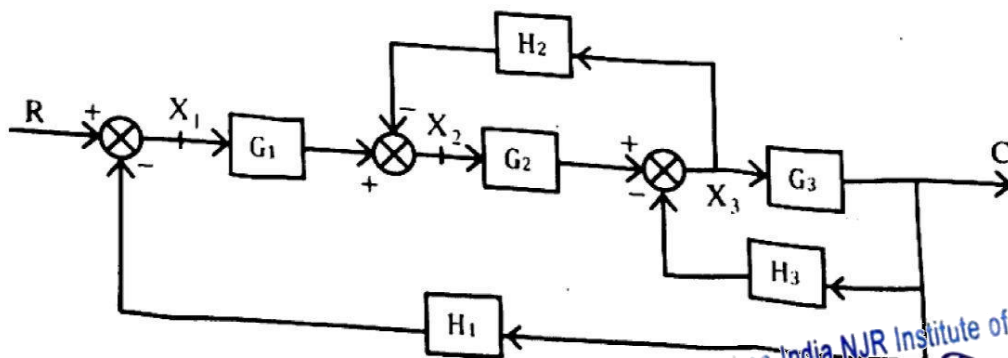 H2
R + X1 G1 + − X2 G2 + X3 G3 C
−
−
H3
H1
India NJR Institute of